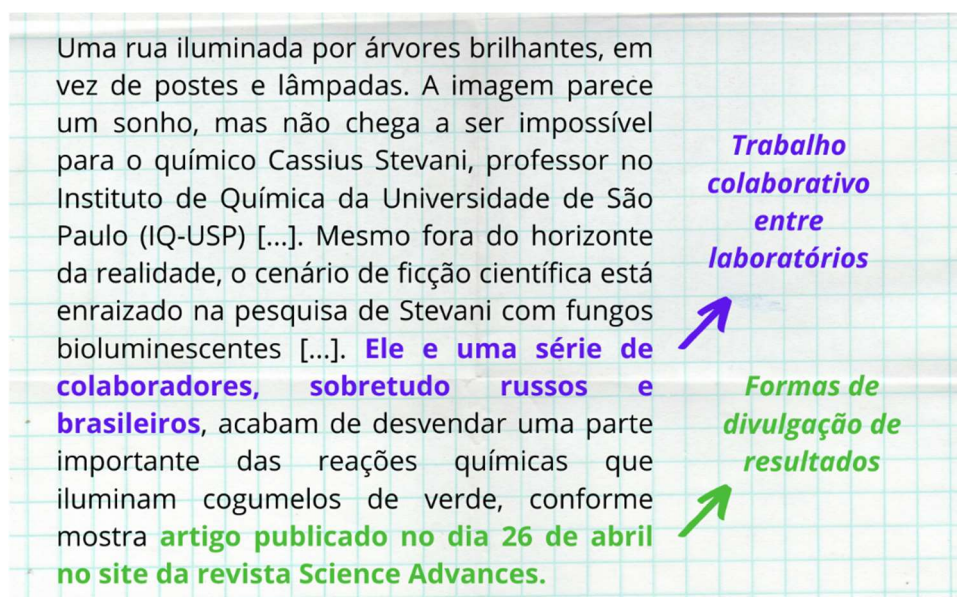 Uma rua iluminada por árvores brilhantes, em
vez de postes e lâmpadas. A imagem parece
um sonho, mas não chega a ser impossível
para o químico Cassius Stevani, professor no
Instituto de Química da Universidade de São
Paulo (IQ-USP) [...]. Mesmo fora do horizonte
da realidade, o cenário de ficção científica está
enraizado na pesquisa de Stevani com fungos
bioluminescentes [...]. Ele e uma série de
colaboradores, sobretudo russos e
brasileiros, acabam de desvendar uma parte
importante das reações químicas que
iluminam cogumelos de verde, conforme
mostra artigo publicado no dia 26 de abril
no site da revista Science Advances.
Trabalho
colaborativo
entre
laboratórios
Formas de
divulgação de
resultados